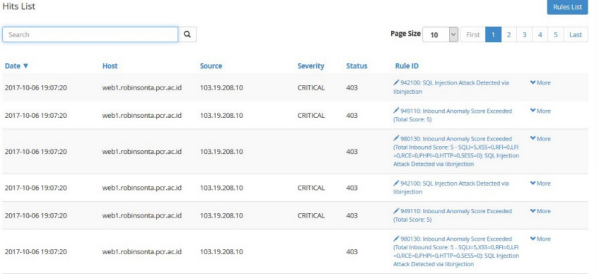 Hits List
Rules List
Search
Page Size 10 First 1 2 3 4 5 Last
Date ▼ Host Source Severity Status Rule ID
2017-10-06 19:07:20 web1.robinsonta.pcr.ac.id 103.19.208.10 CRITICAL 403 942100: SQL Injection Attack Detected via More
libinjection
2017-10-06 19:07:20 web1.robinsonta.pcr.ac.id 103.19.208.10 CRITICAL 403 949110: Inbound Anomaly Score Exceeded More
(Total Score: 5)
980130: Inbound Anomaly Score Exceeded More
(Total Inbound Score: 5 - SQLI=5,XSS=0,RFI=0,LFI
2017-10-06 19:07:20 web1.robinsonta.pcr.ac.id 103.19.208.10 403 =0,RCE=0,PHPI=0,HTTP=0,SESS=0): SQL Injection
Attack Detected via libinjection
2017-10-06 19:07:20 web1.robinsonta.pcr.ac.id 103.19.208.10 CRITICAL 403 942100: SQL Injection Attack Detected via More
libinjection
2017-10-06 19:07:20 web1.robinsonta.pcr.ac.id 103.19.208.10 CRITICAL 403 949110: Inbound Anomaly Score Exceeded More
(Total Score: 5)
980130: Inbound Anomaly Score Exceeded More
(Total Inbound Score: 5 - SQLI=5,XSS=0,RFI=0,LFI
2017-10-06 19:07:20 web1.robinsonta.pcr.ac.id 103.19.208.10 403 =0,RCE=0,PHPI=0,HTTP=0,SESS=0): SQL Injection
Attack Detected via libinjection